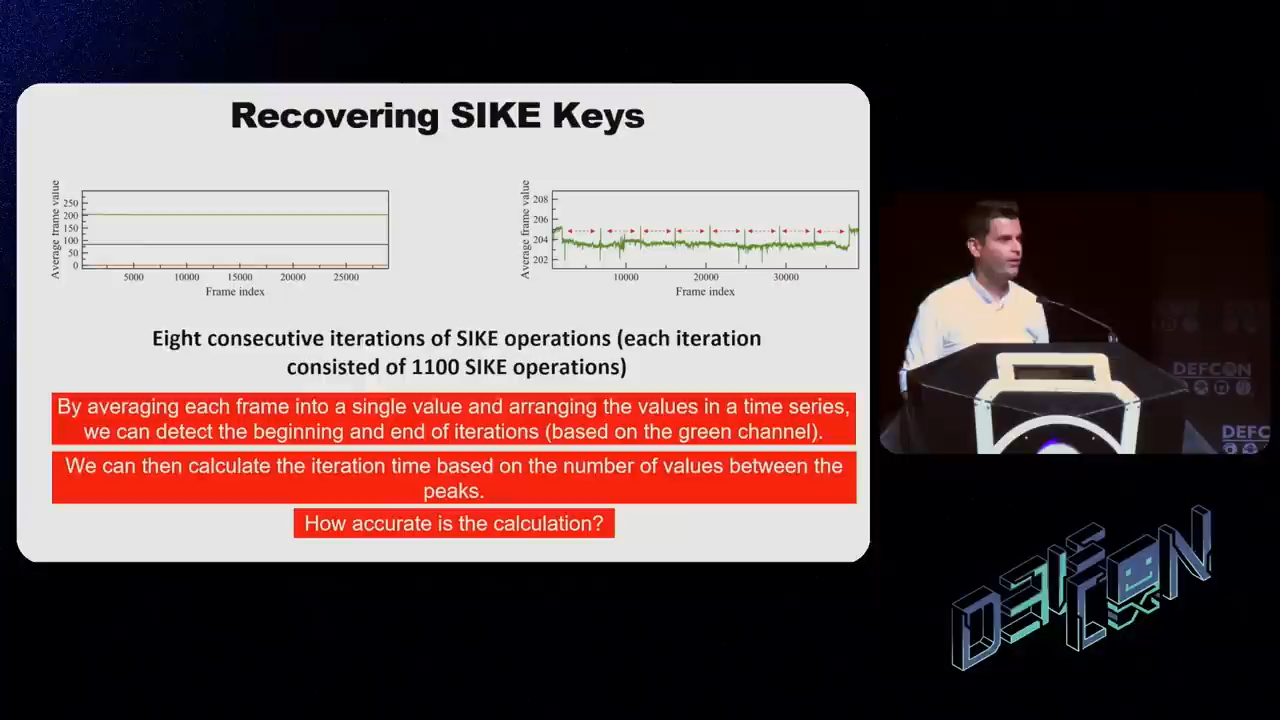 Recovering SIKE Keys
Average frame value
250
200
150
100
50
0
5000
10000
15000
20000
25000
Frame index
Average frame value
208
206
204
202
10000
20000
30000
Frame index
Eight consecutive iterations of SIKE operations (each iteration
consisted of 1100 SIKE operations)
By averaging each frame into a single value and arranging the values in a time series,
we can detect the beginning and end of iterations (based on the green channel).
We can then calculate the iteration time based on the number of values between the
peaks.
How accurate is the calculation?
DEFCON
DEFC
DEF
CON